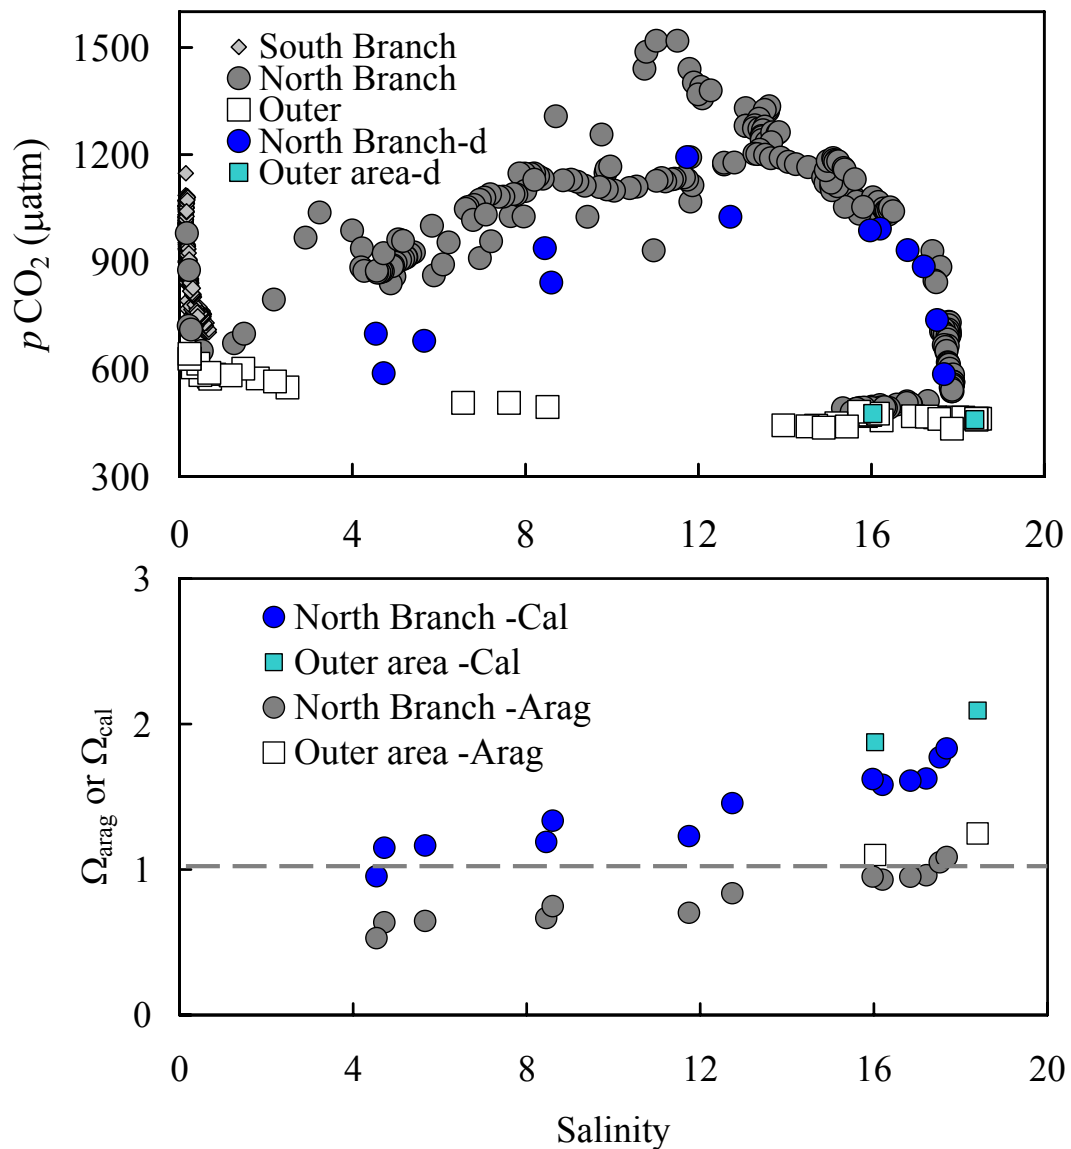 1500
1200
900
600
300
p CO₂ (µatm)
South Branch
North Branch
Outer
North Branch-d
Outer area-d
0 4 8 12 16 20
3
2
1
0
Ωarag or Ωcal
North Branch -Cal
Outer area -Cal
North Branch -Arag
Outer area -Arag
0 4 8 12 16 20
Salinity